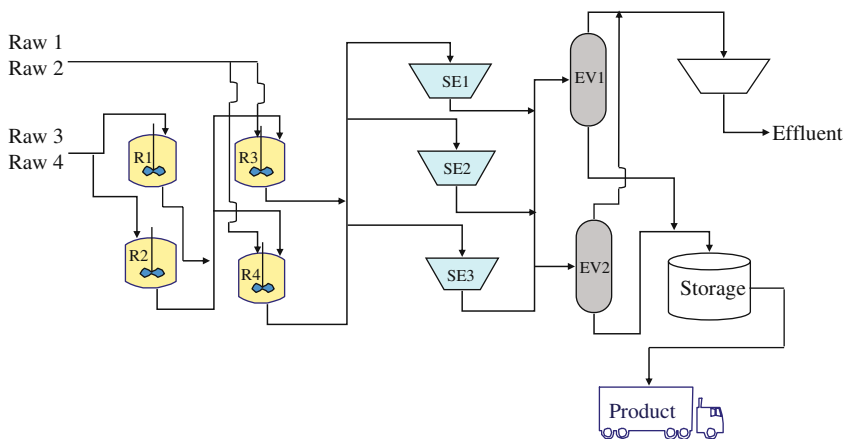 Raw 1
Raw 2
Raw 3
Raw 4
R1
R2
R3
R4
SE1
SE2
SE3
EV1
EV2
Effluent
Storage
Product